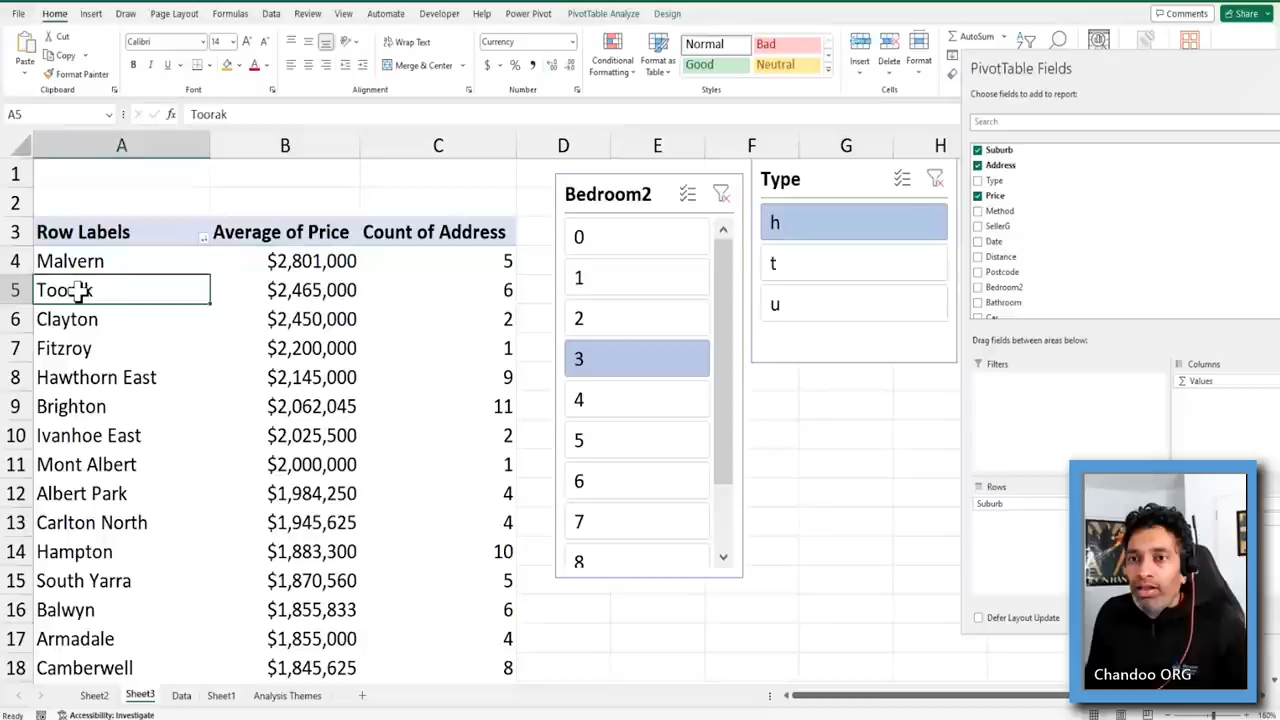 File Home Insert Draw Page Layout Formulas Data Review View Automate Developer Help Power Pivot PivotTable Analyze Design Comments Share
Cut
Copy
Format Painter
Paste
Clipboard
Calibri 14
B I U
Font
Wrap Text
Merge & Center
Alignment
Currency
$ % ,
Number
Conditional Formatting
Format as Table
Normal Bad
Good Neutral
Styles
Insert Delete Format
Cells
AutoSum
A5 fx Toorak
A B C D E F G H
1
2
3 Row Labels Average of Price Count of Address
4 Malvern $2,801,000 5
5 $2,465,000 6
6 Clayton $2,450,000 2
7 Fitzroy $2,200,000 1
8 Hawthorn East $2,145,000 9
9 Brighton $2,062,045 11
10 Ivanhoe East $2,025,500 2
11 Mont Albert $2,000,000 1
12 Albert Park $1,984,250 4
13 Carlton North $1,945,625 4
14 Hampton $1,883,300 10
15 South Yarra $1,870,560 5
16 Balwyn $1,855,833 6
17 Armadale $1,855,000 4
18 Camberwell $1,845,625 8
Bedroom2
0
1
2
3
4
5
6
7
8
Type
h
t
u
PivotTable Fields
Choose fields to add to report:
Search
Suburb
Address
Type
Price
Method
SellerG
Date
Distance
Postcode
Bedroom2
Bathroom
Drag fields between areas below:
Filters
Columns
Σ Values
Rows
Suburb
Defer Layout Update
Chandoo ORG
Sheet2 Sheet3 Data Sheet1 Analysis Themes
Ready Accessibility: Investigate 160%